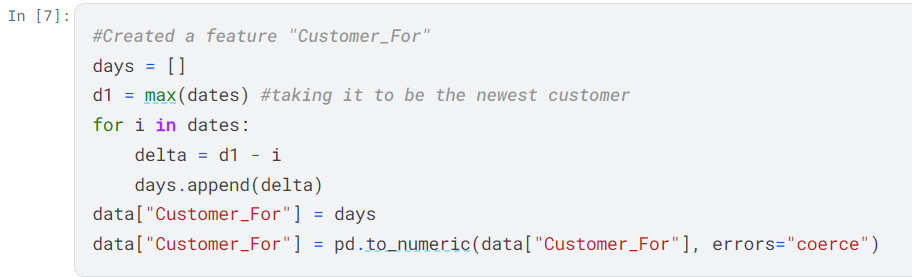 In [7]:
#Created a feature "Customer_For"
days = []
d1 = max(dates) #taking it to be the newest customer
for i in dates:
    delta = d1 - i
    days.append(delta)
data["Customer_For"] = days
data["Customer_For"] = pd.to_numeric(data["Customer_For"], errors="coerce")